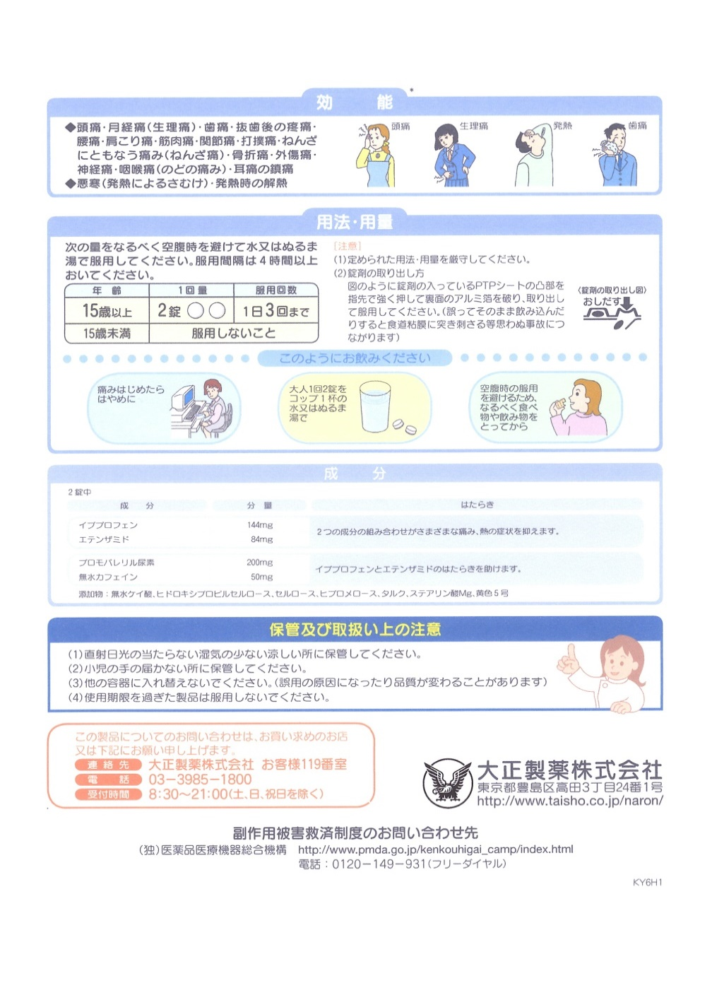 効 能 *
◆頭痛・月経痛(生理痛)・歯痛・抜歯後の疼痛・
腰痛・肩こり痛・筋肉痛・関節痛・打撲痛・ねんざ
にともなう痛み(ねんざ痛)・骨折痛・外傷痛・
神経痛・咽喉痛(のどの痛み)・耳痛の鎮痛
◆悪寒(発熱によるさむけ)・発熱時の解熱
頭痛
生理痛
発熱
歯痛
用法・用量
次の量をなるべく空腹時を避けて水又はぬるま
湯で服用してください。服用間隔は4時間以上
おいてください。
年 齢 1回量 服用回数
15歳以上 2錠 ○○ 1日3回まで
15歳未満 服用しないこと
[注意]
(1)定められた用法・用量を厳守してください。
(2)錠剤の取り出し方
図のように錠剤の入っているPTPシートの凸部を
指先で強く押して裏面のアルミ箔を破り、取り出し
て服用してください。(誤ってそのまま飲み込んだ
りすると食道粘膜に突き刺さる等思わぬ事故につ
ながります)
〈錠剤の取り出し図〉
おしだす
このようにお飲みください
痛みはじめたら
はやめに
大人1回2錠を
コップ1杯の
水又はぬるま
湯で
空腹時の服用
を避けるため、
なるべく食べ
物や飲み物を
とってから
成 分
2錠中
成 分 分 量 はたらき
イブプロフェン 144mg
エテンザミド 84mg
2つの成分の組み合わせがさまざまな痛み、熱の症状を抑えます。
ブロモバレリル尿素 200mg
無水カフェイン 50mg
イブプロフェンとエテンザミドのはたらきを助けます。
添加物：無水ケイ酸、ヒドロキシプロピルセルロース、セルロース、ヒプロメロース、タルク、ステアリン酸Mg、黄色5号
保管及び取扱い上の注意
(1)直射日光の当たらない湿気の少ない涼しい所に保管してください。
(2)小児の手の届かない所に保管してください。
(3)他の容器に入れ替えないでください。(誤用の原因になったり品質が変わることがあります)
(4)使用期限を過ぎた製品は服用しないでください。
この製品についてのお問い合わせは、お買い求めのお店
又は下記にお願い申し上げます。
連絡先 大正製薬株式会社 お客様119番室
電 話 03-3985-1800
受付時間 8:30〜21:00(土、日、祝日を除く)
大正製薬株式会社
東京都豊島区高田3丁目24番1号
http://www.taisho.co.jp/naron/
副作用被害救済制度のお問い合わせ先
(独)医薬品医療機器総合機構 http://www.pmda.go.jp/kenkouhigai_camp/index.html
電話：0120-149-931(フリーダイヤル)
KY6H1